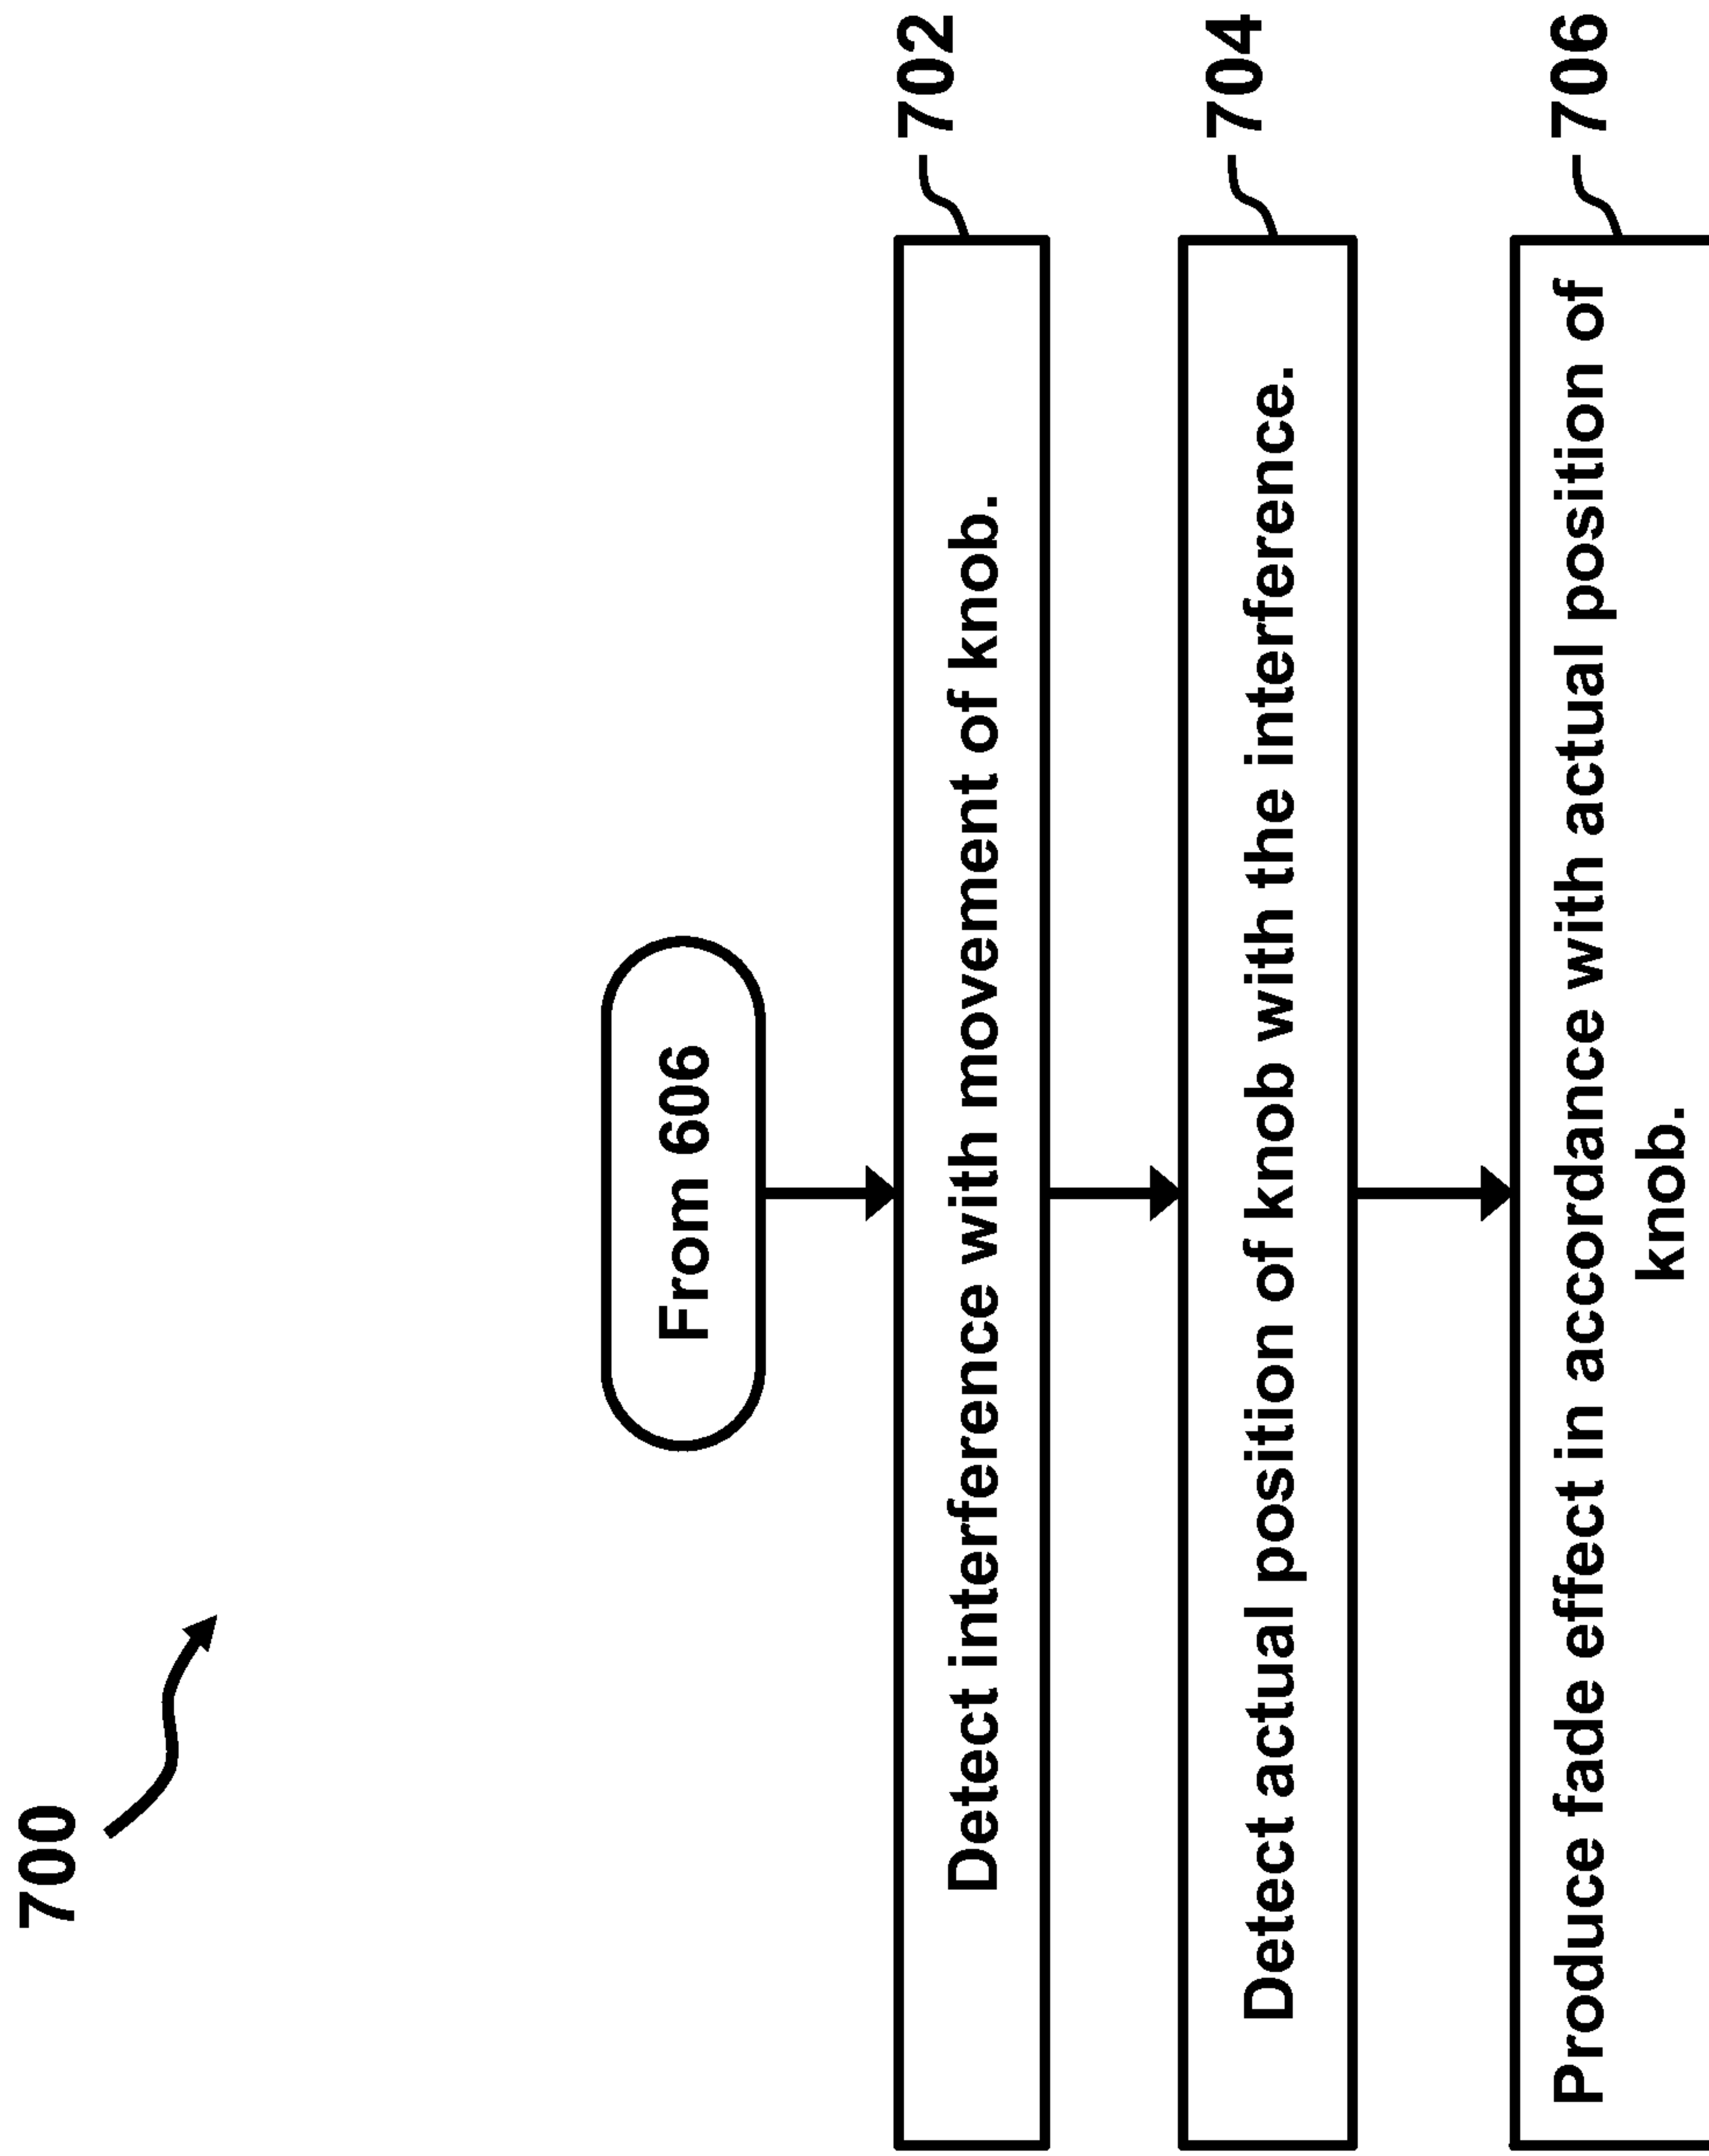 700
From 606
Detect interference with movement of knob.
702
Detect actual position of knob with the interference.
704
Produce fade effect in accordance with actual position of
knob.
706